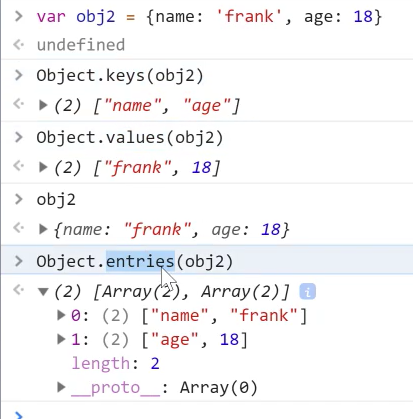 > var obj2 = {name: 'frank', age: 18}
undefined
> Object.keys(obj2)
(2) ["name", "age"]
> Object.values(obj2)
(2) ["frank", 18]
> obj2
{name: "frank", age: 18}
> Object.entries(obj2)
(2) [Array(2), Array(2)] i
0: (2) ["name", "frank"]
1: (2) ["age", 18]
length: 2
__proto__: Array(0)
>